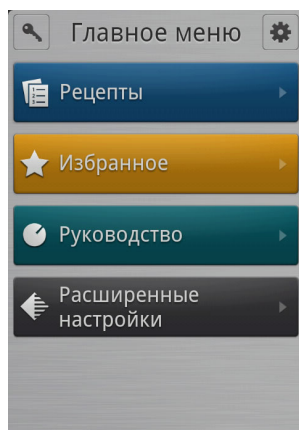 Главное меню
Рецепты
Избранное
Руководство
Расширенные
настройки